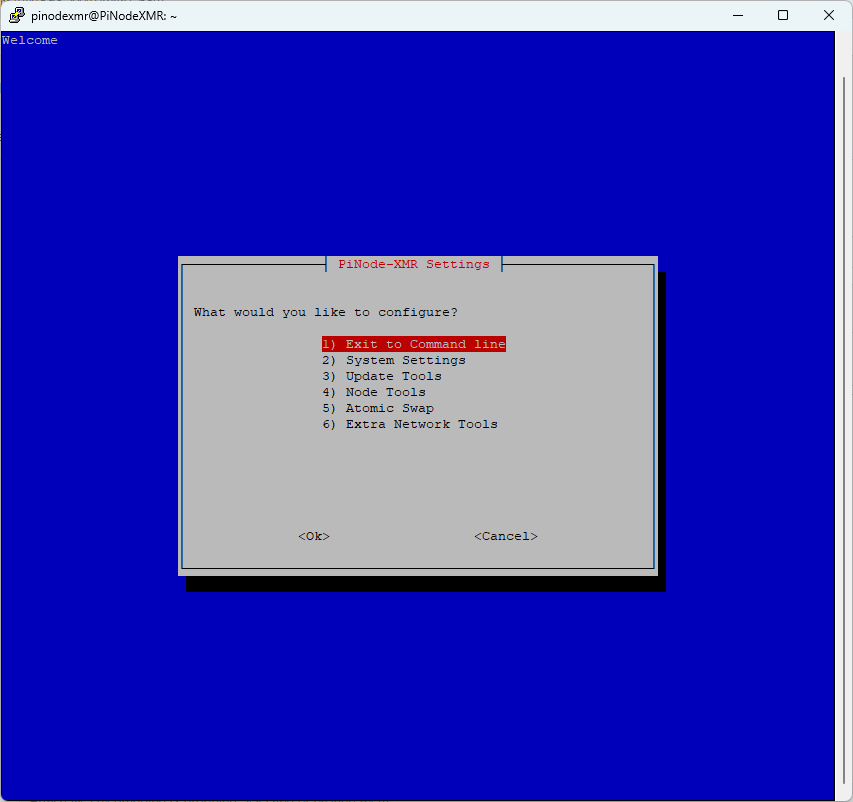 pinodexmr@PiNodeXMR: ~
Welcome
PiNode-XMR Settings
What would you like to configure?
1) Exit to Command line
2) System Settings
3) Update Tools
4) Node Tools
5) Atomic Swap
6) Extra Network Tools
<Ok> <Cancel>